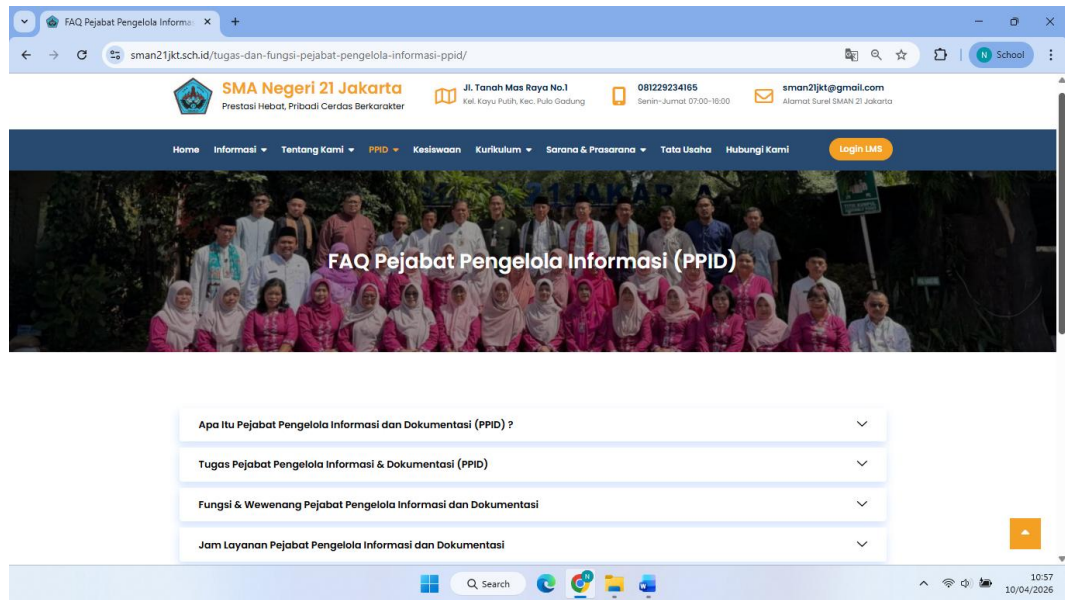 FAQ Pejabat Pengelola Informas
sman21jkt.sch.id/tugas-dan-fungsi-pejabat-pengelola-informasi-ppid/
N School
SMA Negeri 21 Jakarta
Prestasi Hebat, Pribadi Cerdas Berkarakter
Jl. Tanah Mas Raya No.1
Kel. Kayu Putih, Kec. Pulo Gadung
081229234165
Senin-Jumat 07:00-16:00
sman21jkt@gmail.com
Alamat Surel SMAN 21 Jakarta
Home Informasi Tentang Kami PPID Kesiswaan Kurikulum Sarana & Prasarana Tata Usaha Hubungi Kami Login LMS
FAQ Pejabat Pengelola Informasi (PPID)
Apa Itu Pejabat Pengelola Informasi dan Dokumentasi (PPID) ?
Tugas Pejabat Pengelola Informasi & Dokumentasi (PPID)
Fungsi & Wewenang Pejabat Pengelola Informasi dan Dokumentasi
Jam Layanan Pejabat Pengelola Informasi dan Dokumentasi
Search
10:57
10/04/2026